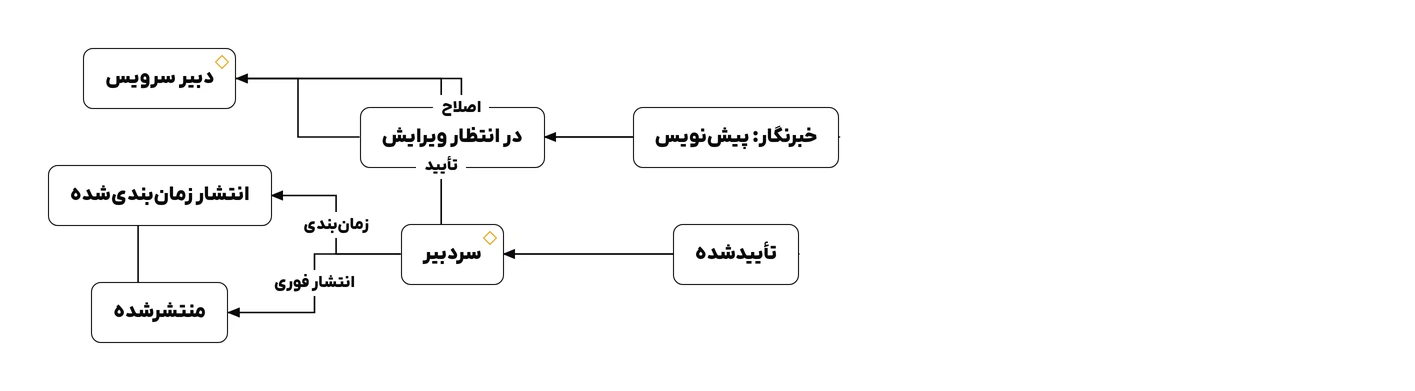 دبیر سرویس
اصلاح
خبرنگار: پیش‌نویس
در انتظار ویرایش
تأیید
انتشار زمان‌بندی‌شده
زمان‌بندی
تأییدشده
سردبیر
انتشار فوری
منتشرشده